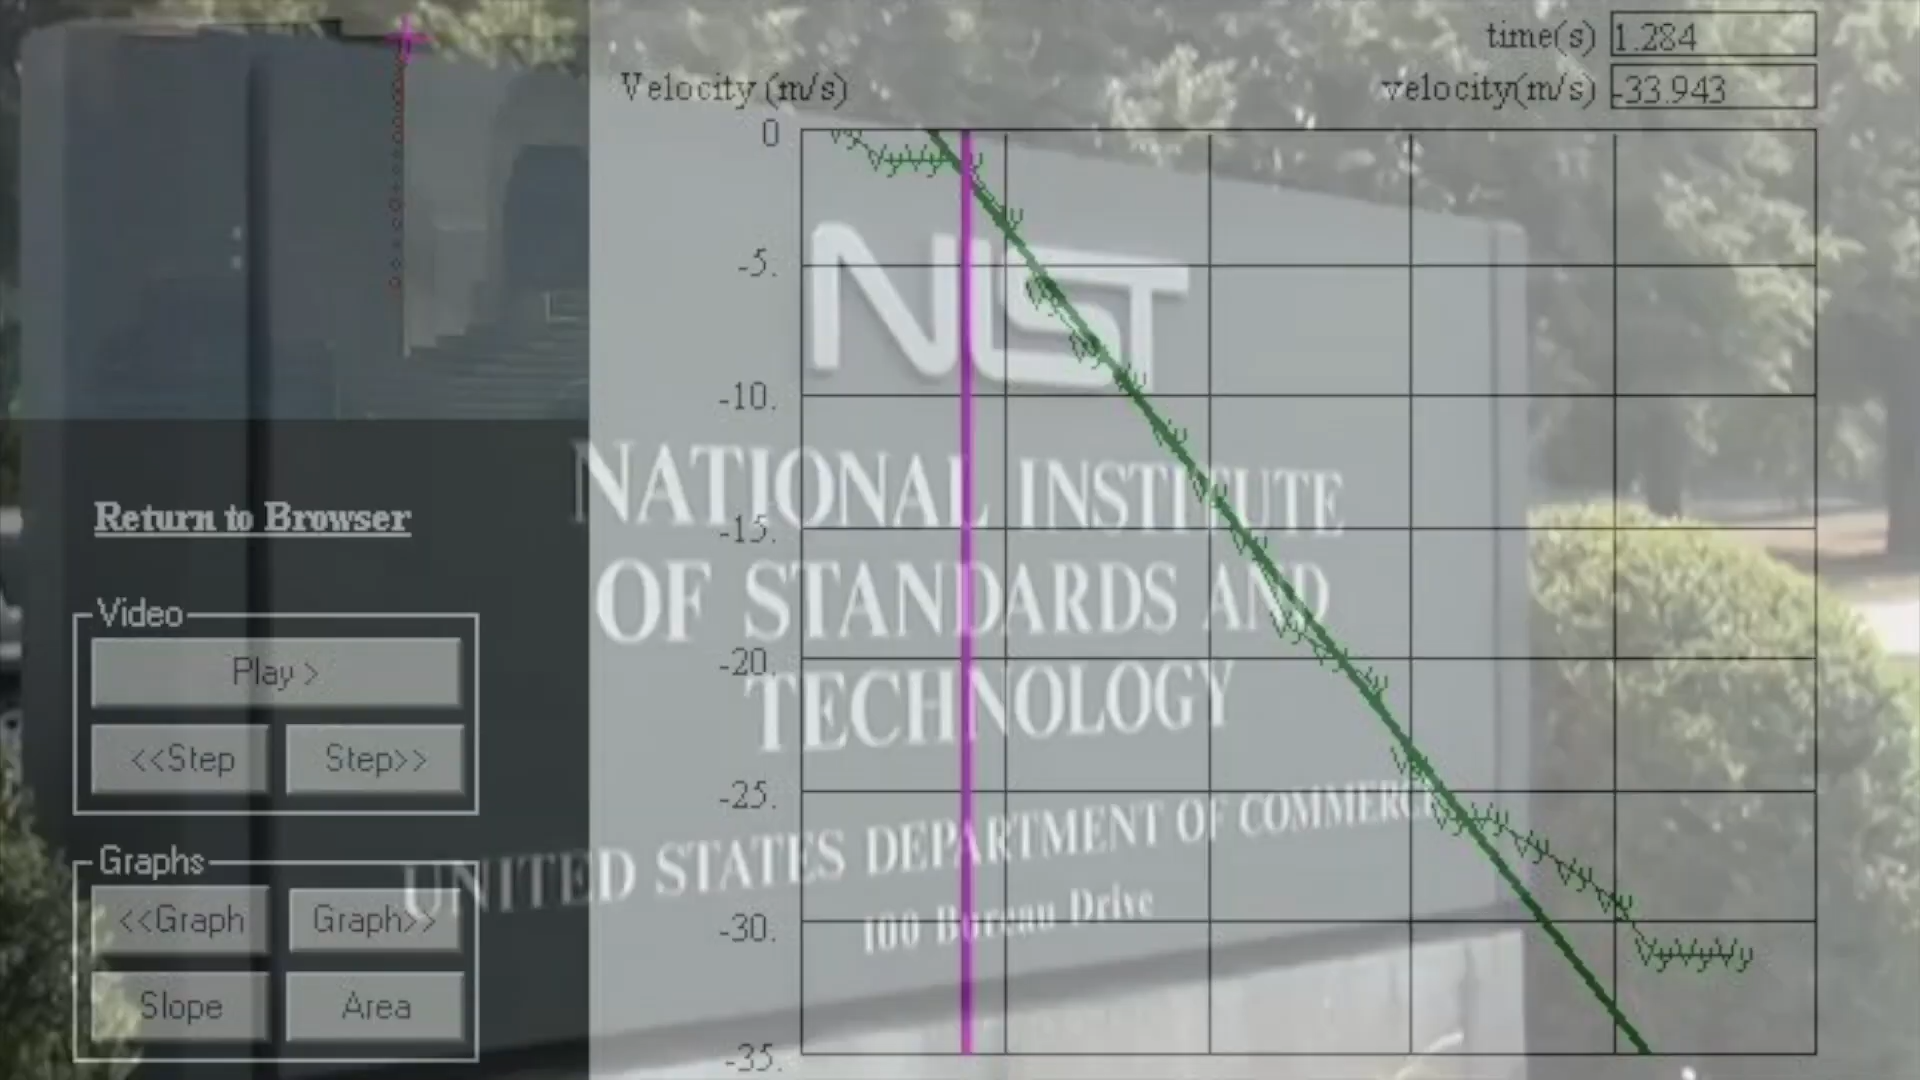 time(s) 1.284
Velocity (m/s)
velocity(m/s) -33.943
0
-5.
-10.
-15.
-20.
-25.
-30.
-35.
NIST
NATIONAL INSTITUTE
OF STANDARDS AND
TECHNOLOGY
UNITED STATES DEPARTMENT OF COMMERCE
100 Bureau Drive
Return to Browser
Video
Play >
<<Step Step>>
Graphs
<<Graph Graph>>
Slope Area